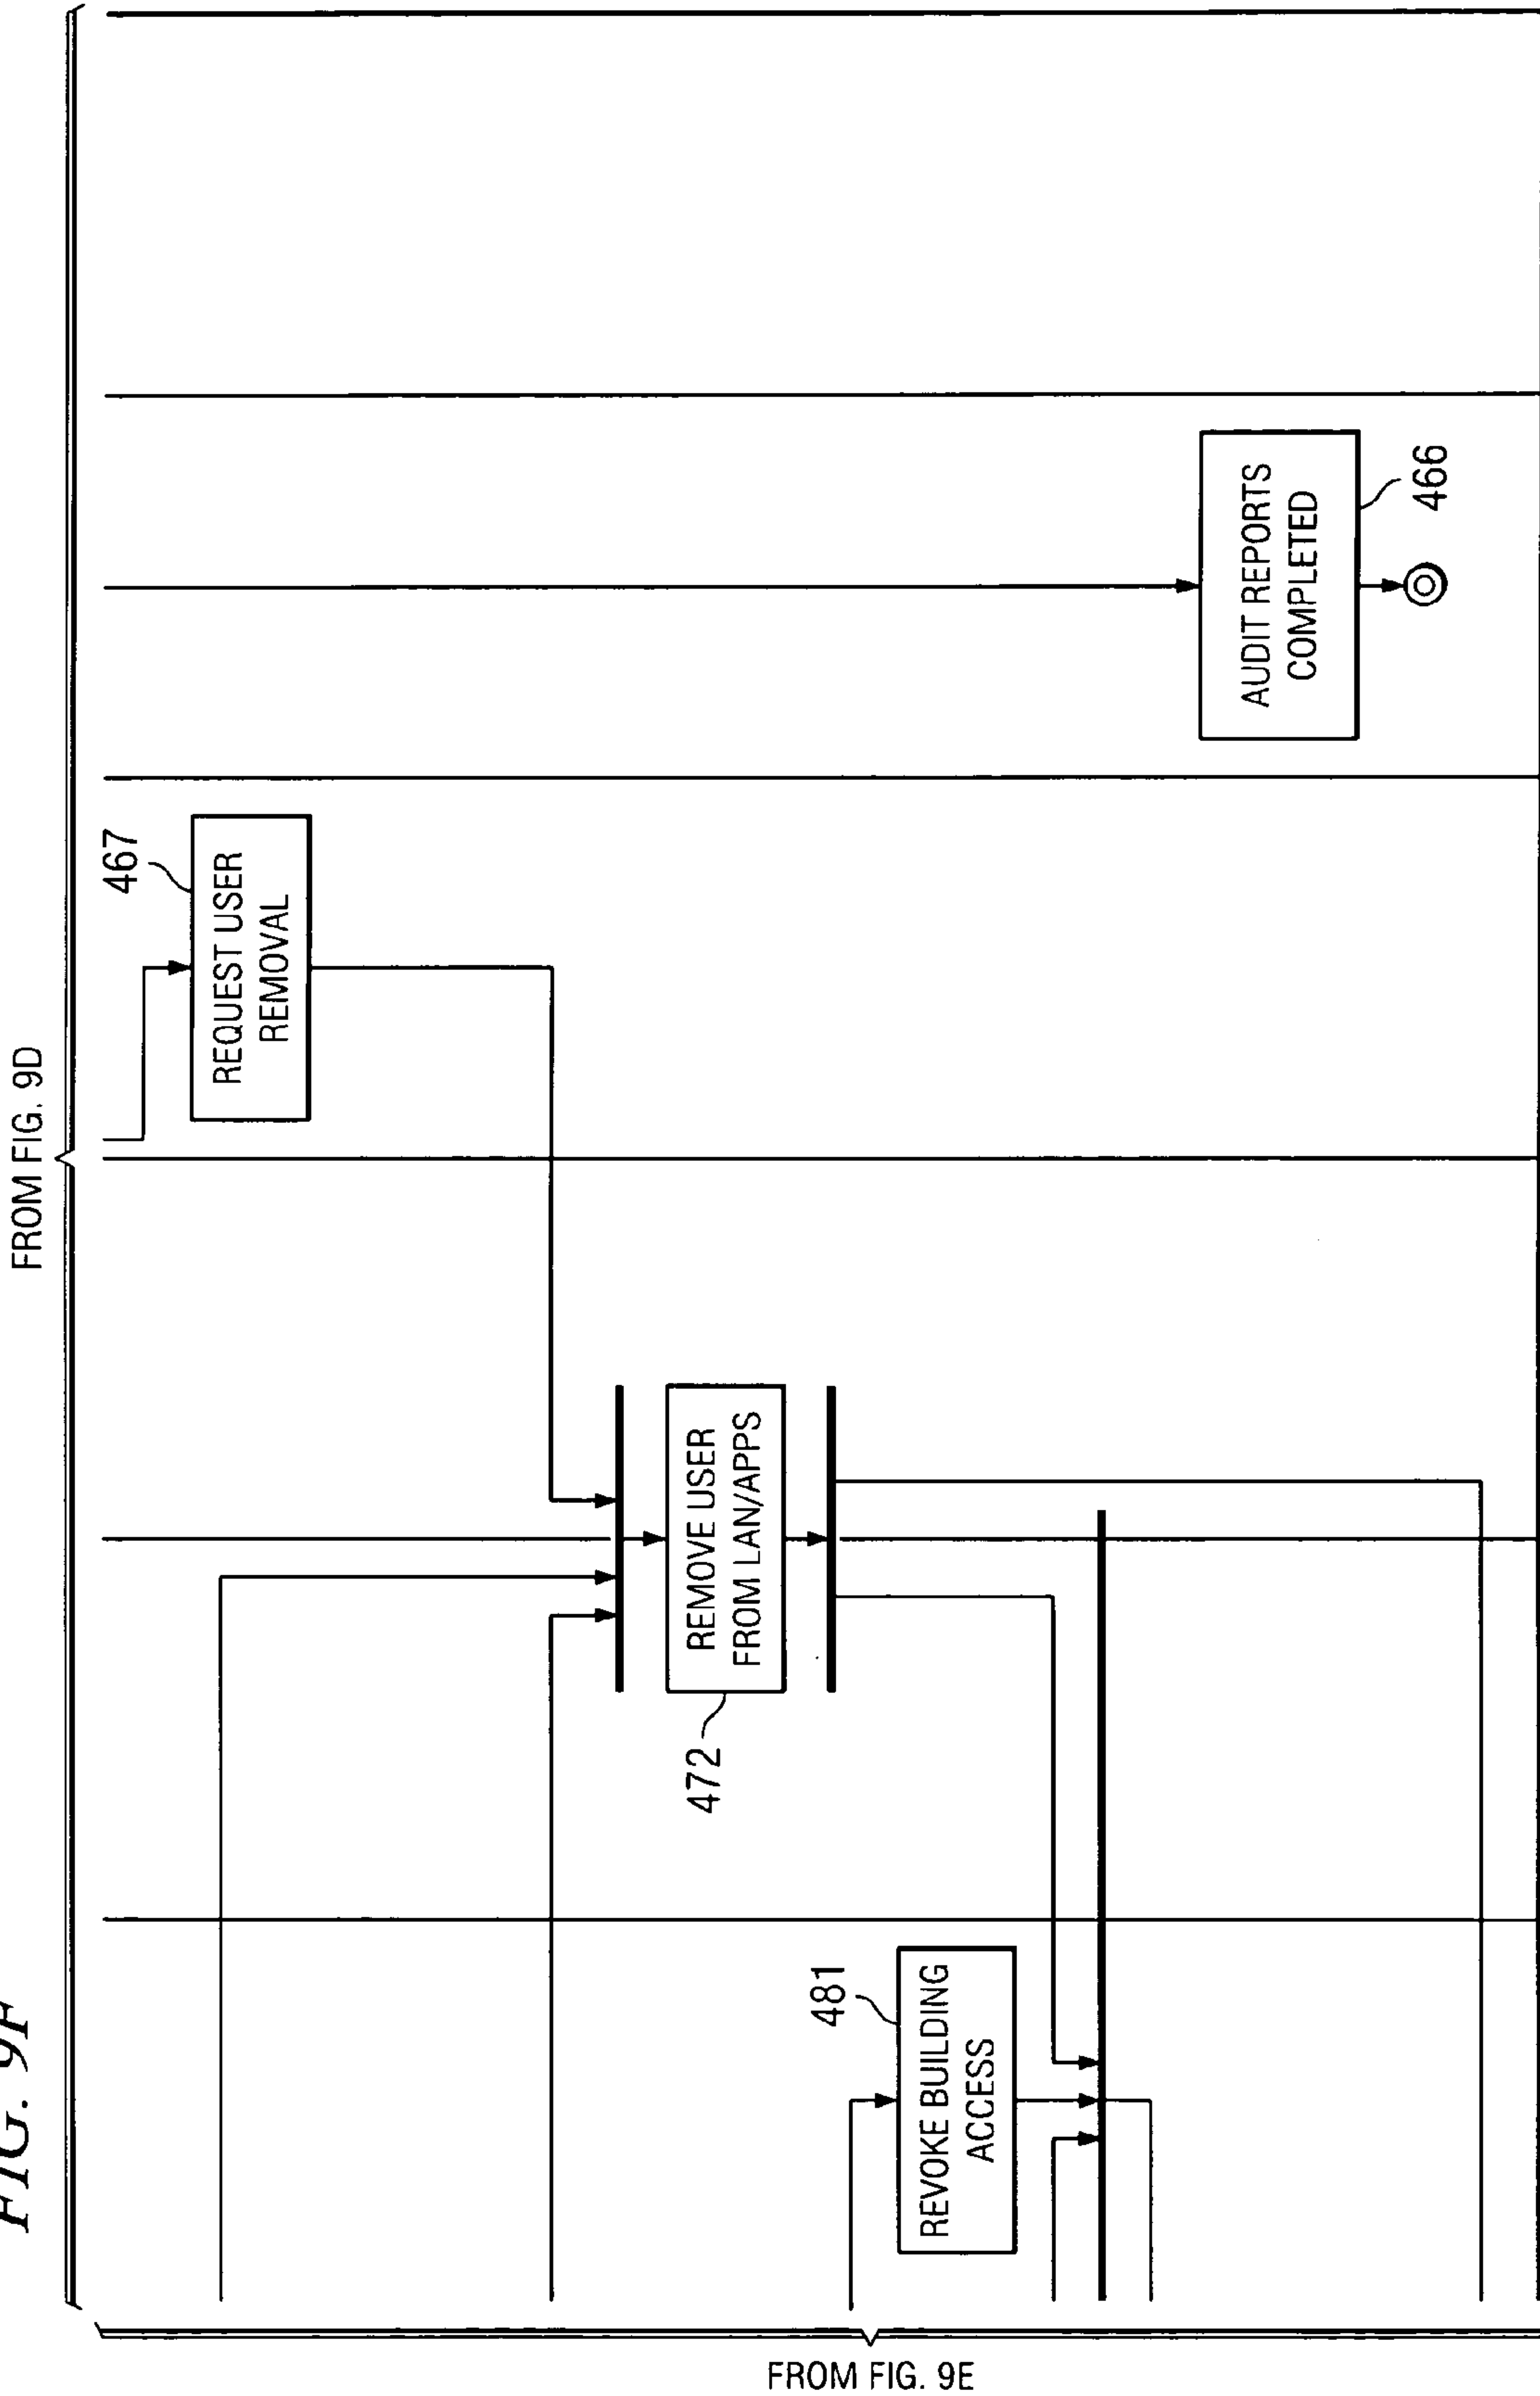 FIG. 9F
FROM FIG. 9D
467
REQUEST USER
REMOVAL
472
REMOVE USER
FROM LAN/APPS
481
REVOKE BUILDING
ACCESS
AUDIT REPORTS
COMPLETED
466
FROM FIG. 9E